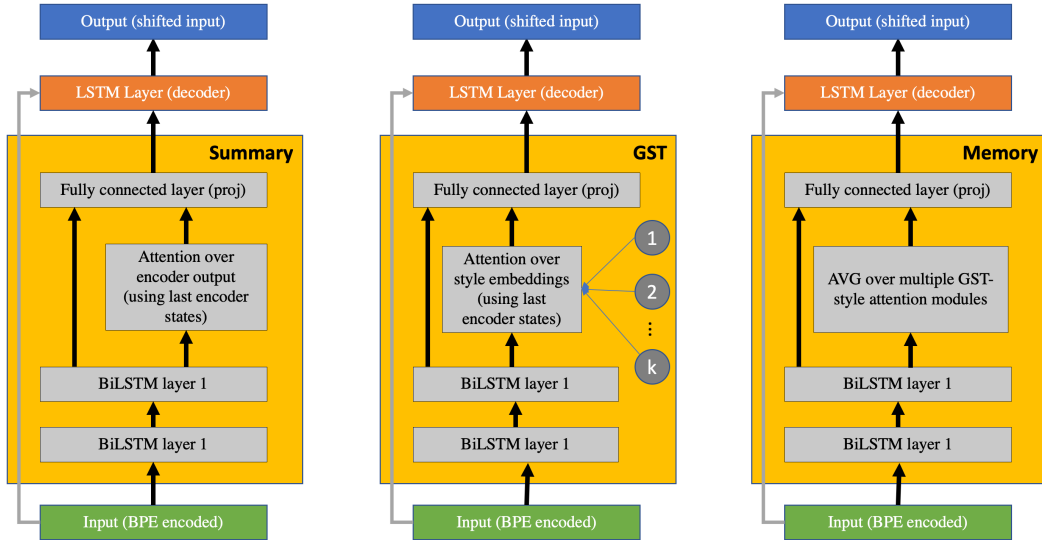 Output (shifted input)
LSTM Layer (decoder)
Summary
Fully connected layer (proj)
Attention over
encoder output
(using last encoder
states)
BiLSTM layer 1
BiLSTM layer 1
Input (BPE encoded)
Output (shifted input)
LSTM Layer (decoder)
GST
Fully connected layer (proj)
Attention over
style embeddings
(using last
encoder states)
1
2
...
k
BiLSTM layer 1
BiLSTM layer 1
Input (BPE encoded)
Output (shifted input)
LSTM Layer (decoder)
Memory
Fully connected layer (proj)
AVG over multiple GST-
style attention modules
BiLSTM layer 1
BiLSTM layer 1
Input (BPE encoded)